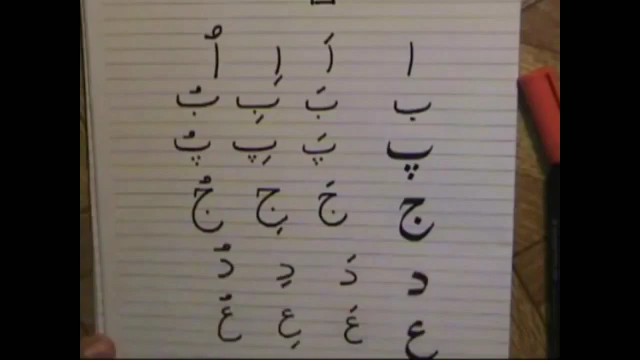 ا اَ اِ اُ
ب بَ بِ بُ
پ پَ پِ پُ
ج جَ جِ جُ
د دَ دِ دُ
ع عَ عِ عُ